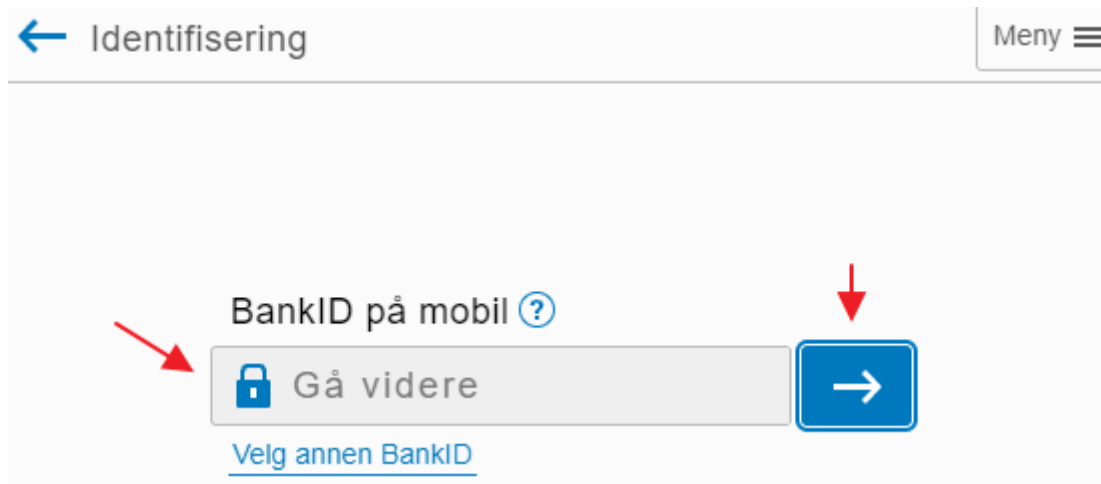 Identifisering
Meny
BankID på mobil ?
Gå videre
Velg annen BankID